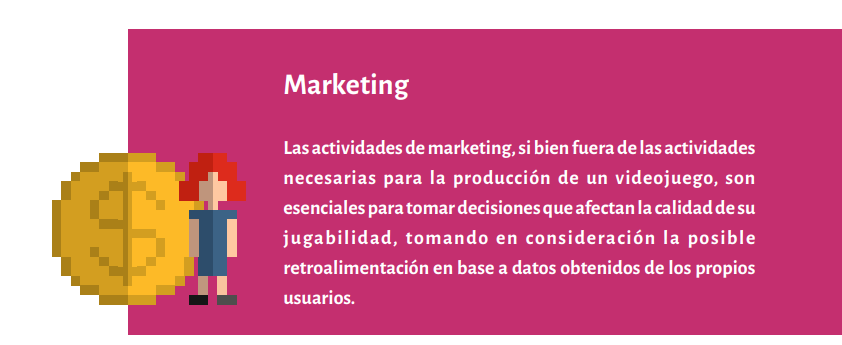 Marketing
Las actividades de marketing, si bien fuera de las actividades
necesarias para la producción de un videojuego, son
esenciales para tomar decisiones que afectan la calidad de su
jugabilidad, tomando en consideración la posible
retroalimentación en base a datos obtenidos de los propios
usuarios.